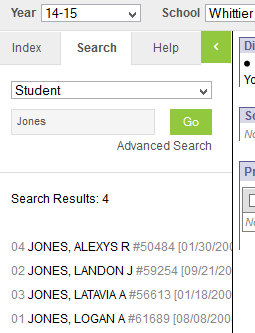 Year 14-15 School Whittier
Index Search Help <
Student
Jones Go
Advanced Search
Search Results: 4
04 JONES, ALEXYS R #50484 [01/30/200
02 JONES, LANDON J #59254 [09/21/20
03 JONES, LATAVIA A #56613 [01/18/200
01 JONES, LOGAN A #61689 [08/08/200
Di
Yo
Se
No
Pr
No